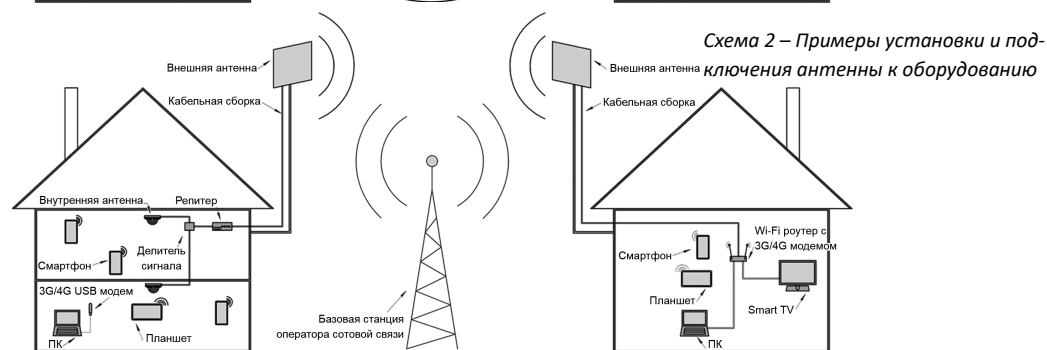 Схема 2 – Примеры установки и под-
ключения антенны к оборудованию
Внешняя антенна
Кабельная сборка
Внутренняя антенна
Репитер
Делитель
сигнала
Смартфон
3G/4G USB модем
Планшет
ПК
Базовая станция
оператора сотовой связи
Внешняя антенна
Кабельная сборка
Wi-Fi роутер с
3G/4G модемом
Смартфон
Планшет
Smart TV
ПК